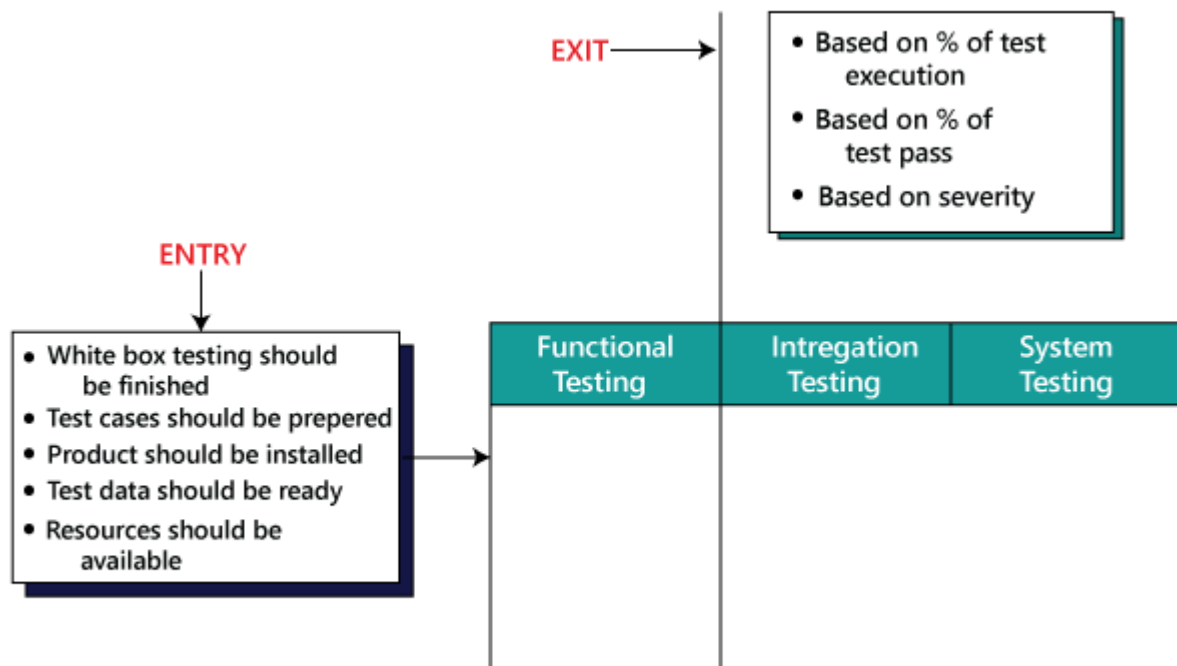 EXIT
• Based on % of test
execution
• Based on % of
test pass
• Based on severity
ENTRY
• White box testing should
be finished
• Test cases should be prepered
• Product should be installed
• Test data should be ready
• Resources should be
available
Functional
Testing
Intregation
Testing
System
Testing